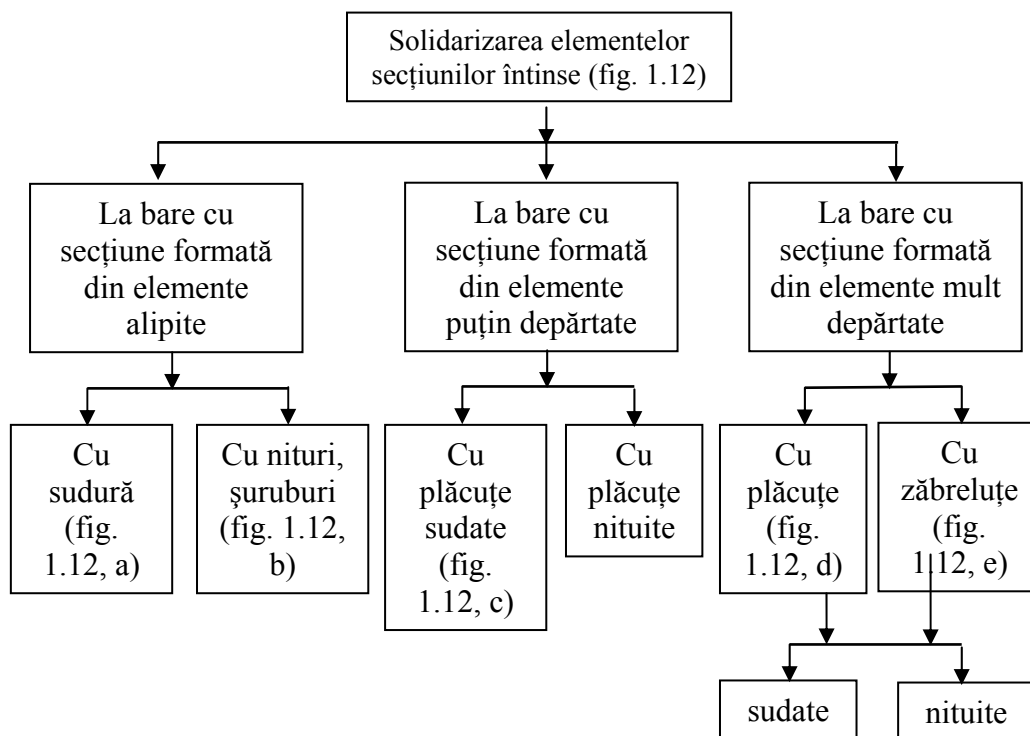 Solidarizarea elementelor
secțiunilor întinse (fig. 1.12)
La bare cu
secțiune formată
din elemente
alipite
La bare cu
secțiune formată
din elemente
puțin depărtate
La bare cu
secțiune formată
din elemente mult
depărtate
Cu
sudură
(fig.
1.12, a)
Cu nituri,
şuruburi
(fig. 1.12,
b)
Cu
plăcuțe
sudate
(fig.
1.12, c)
Cu
plăcuțe
nituite
Cu
plăcuțe
(fig.
1.12, d)
Cu
zăbreluțe
(fig.
1.12, e)
sudate
nituite